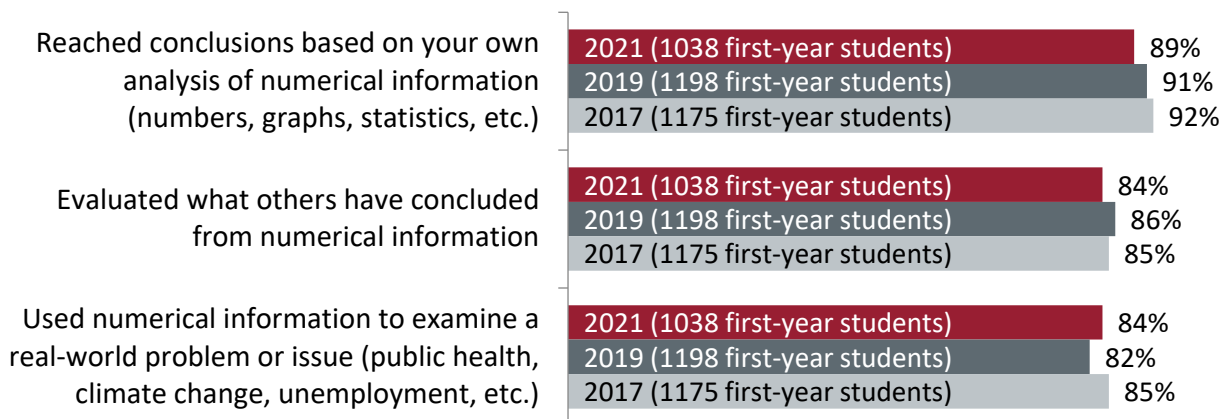 Reached conclusions based on your own
analysis of numerical information
(numbers, graphs, statistics, etc.)
2021 (1038 first-year students) 89%
2019 (1198 first-year students) 91%
2017 (1175 first-year students) 92%
Evaluated what others have concluded
from numerical information
2021 (1038 first-year students) 84%
2019 (1198 first-year students) 86%
2017 (1175 first-year students) 85%
Used numerical information to examine a
real-world problem or issue (public health,
climate change, unemployment, etc.)
2021 (1038 first-year students) 84%
2019 (1198 first-year students) 82%
2017 (1175 first-year students) 85%